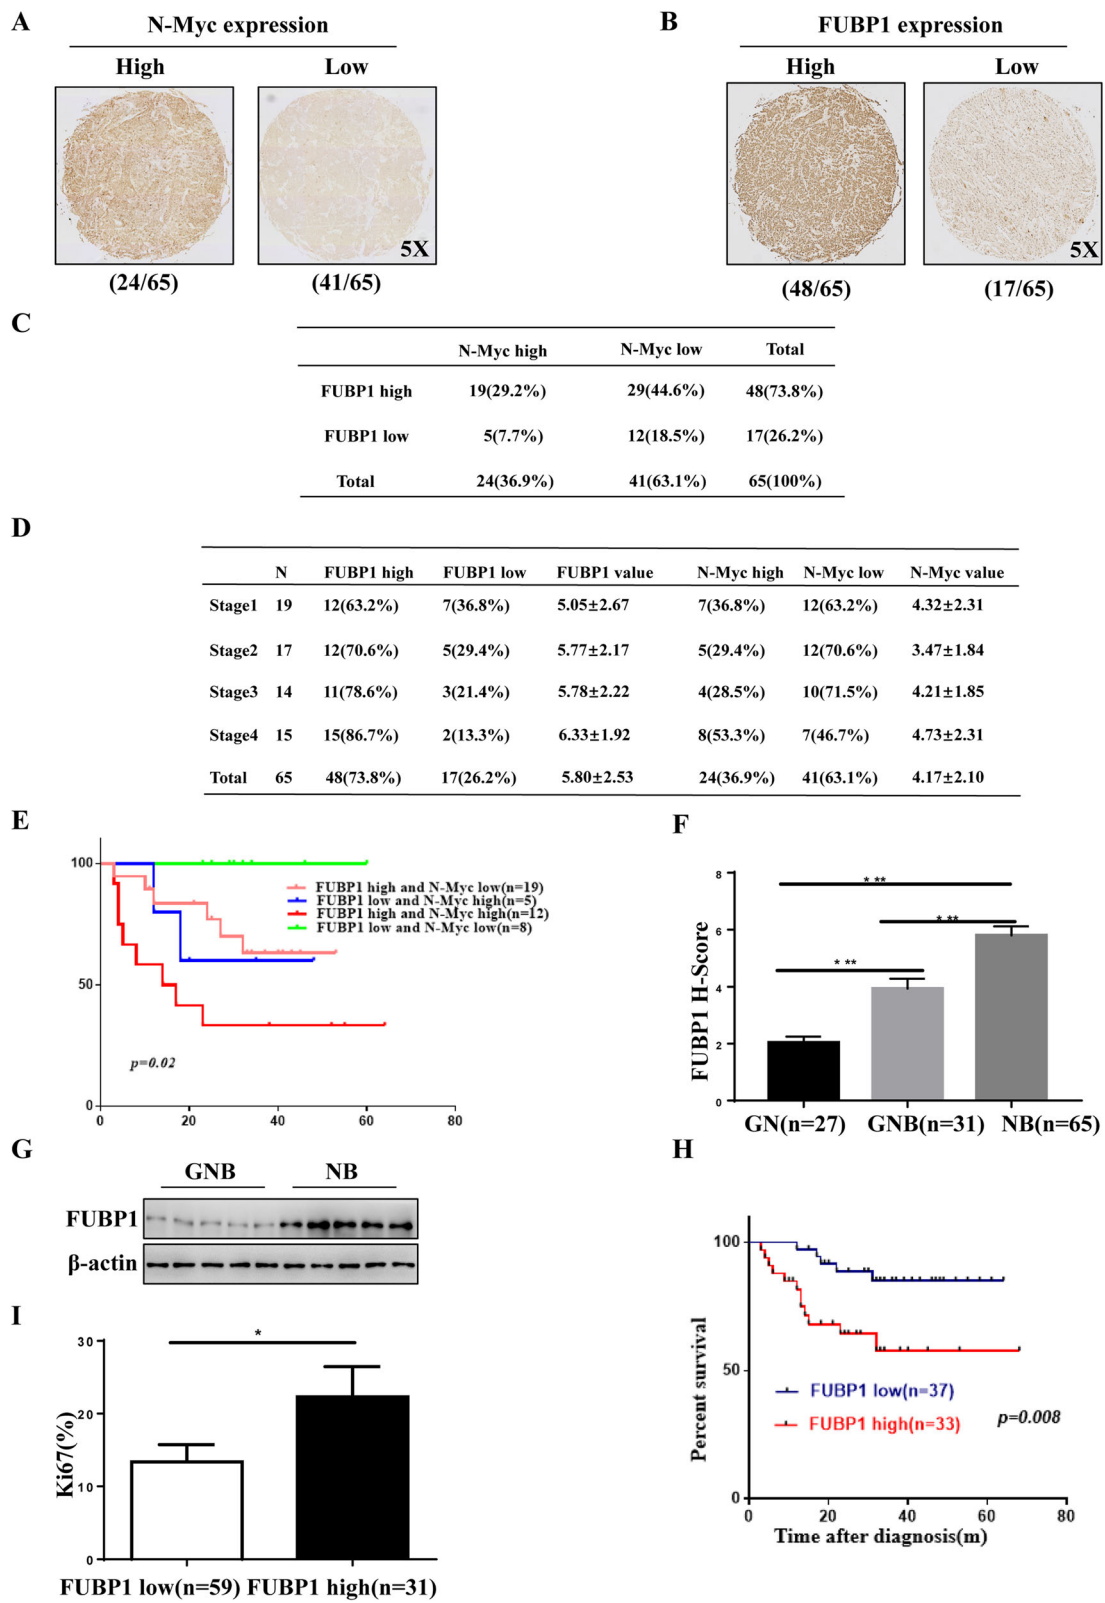 A
N-Myc expression
High Low
5X
(24/65) (41/65)
B
FUBP1 expression
High Low
5X
(48/65) (17/65)
C
N-Myc high N-Myc low Total
FUBP1 high 19(29.2%) 29(44.6%) 48(73.8%)
FUBP1 low 5(7.7%) 12(18.5%) 17(26.2%)
Total 24(36.9%) 41(63.1%) 65(100%)
D
N FUBP1 high FUBP1 low FUBP1 value N-Myc high N-Myc low N-Myc value
Stage1 19 12(63.2%) 7(36.8%) 5.05±2.67 7(36.8%) 12(63.2%) 4.32±2.31
Stage2 17 12(70.6%) 5(29.4%) 5.77±2.17 5(29.4%) 12(70.6%) 3.47±1.84
Stage3 14 11(78.6%) 3(21.4%) 5.78±2.22 4(28.5%) 10(71.5%) 4.21±1.85
Stage4 15 15(86.7%) 2(13.3%) 6.33±1.92 8(53.3%) 7(46.7%) 4.73±2.31
Total 65 48(73.8%) 17(26.2%) 5.80±2.53 24(36.9%) 41(63.1%) 4.17±2.10
E
100
50
0
FUBP1 high and N-Myc low(n=19)
FUBP1 low and N-Myc high(n=5)
FUBP1 high and N-Myc high(n=12)
FUBP1 low and N-Myc low(n=8)
p=0.02
0 20 40 60 80
F
FUBP1 H-Score
8
6
4
2
0
* **
* **
* **
GN(n=27) GNB(n=31) NB(n=65)
G
GNB NB
FUBP1
β-actin
H
Percent survival
100
50
0
FUBP1 low(n=37)
FUBP1 high(n=33)
p=0.008
0 20 40 60 80
Time after diagnosis(m)
I
Ki67(%)
30
20
10
0
*
FUBP1 low(n=59) FUBP1 high(n=31)